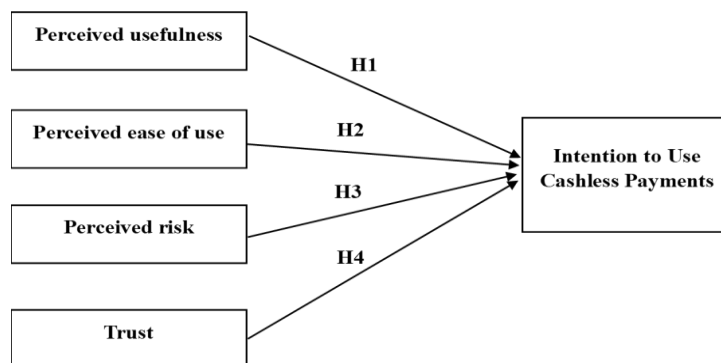 Perceived usefulness
H1
Perceived ease of use
H2
Intention to Use
Cashless Payments
H3
Perceived risk
H4
Trust